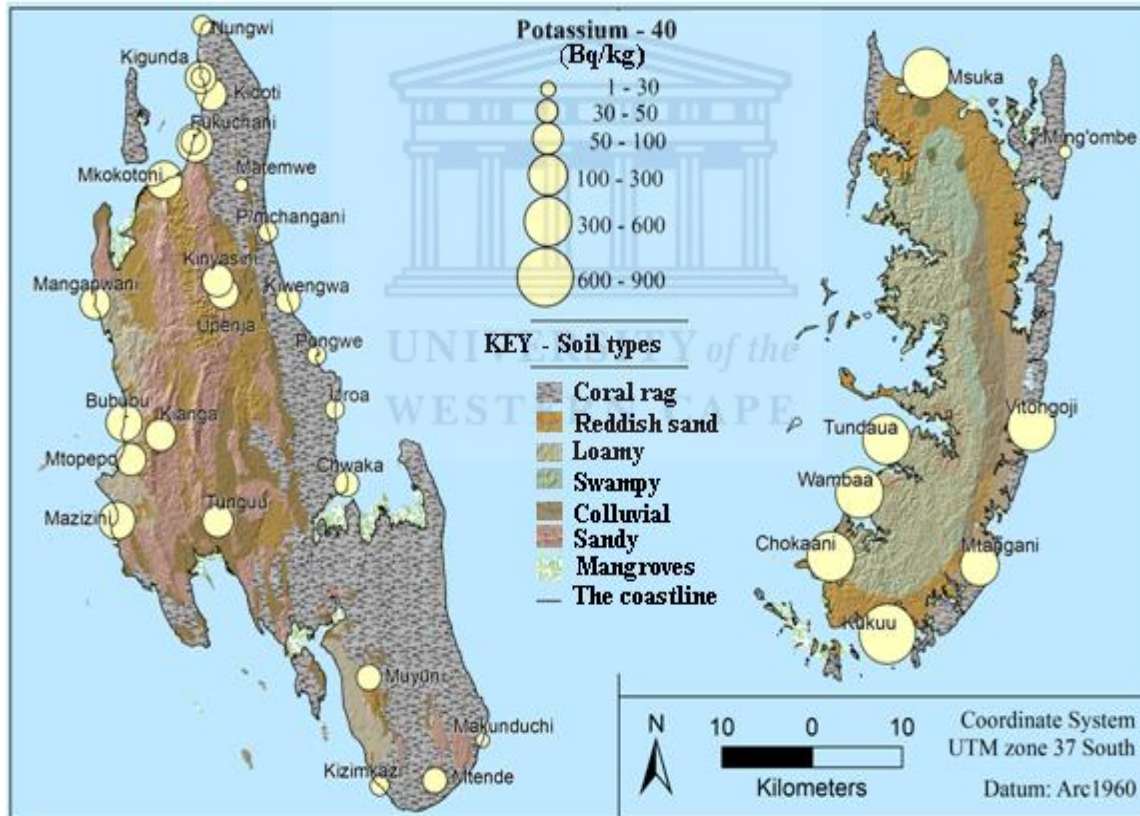 Nungwi
Kigunda
Kidoti
Fukuchani
Matemwe
Mkokotoni
P/mchangani
Kinyasini
Mangapwani
Kiwengwa
Upenja
Pongwe
Uroa
Bububu
Kianga
Mtopepo
Chwaka
Mazizini
Tunguu
Muyuni
Makunduchi
Kizimkazi
Mtende
Potassium - 40
(Bq/kg)
1 - 30
30 - 50
50 - 100
100 - 300
300 - 600
600 - 900
UNIVERSITY of the
WESTERN CAPE
KEY - Soil types
Coral rag
Reddish sand
Loamy
Swampy
Colluvial
Sandy
Mangroves
The coastline
Msuka
Ming'ombe
Tundaua
Vitongoji
Wambaa
Chokaani
Mtangani
Kukuu
N
10 0 10
Kilometers
Coordinate System
UTM zone 37 South
Datum: Arc1960